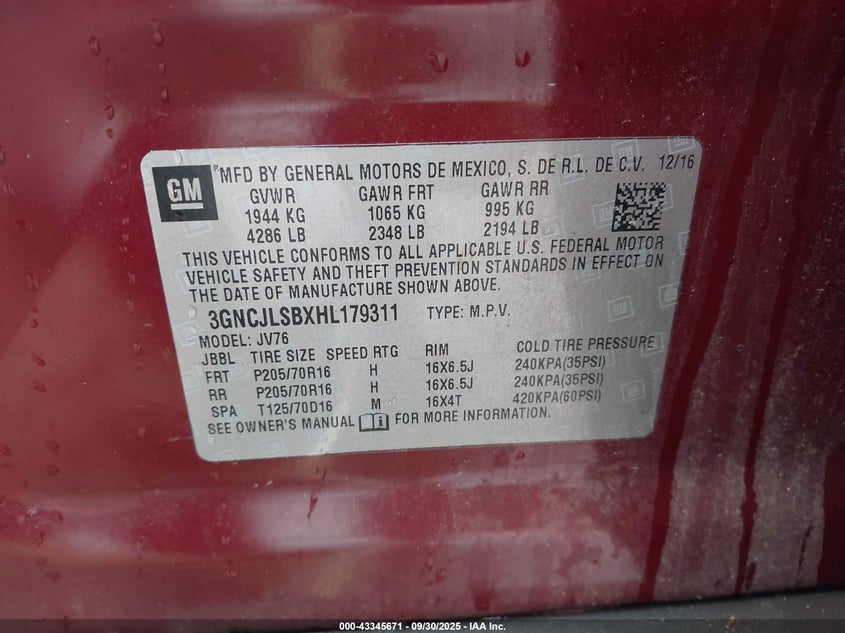 GM
® MFD BY GENERAL MOTORS DE MEXICO, S. DE R.L. DE C.V. 12/16
GVWR GAWR FRT GAWR RR
1944 KG 1065 KG 995 KG
4286 LB 2348 LB 2194 LB
THIS VEHICLE CONFORMS TO ALL APPLICABLE U.S. FEDERAL MOTOR
VEHICLE SAFETY AND THEFT PREVENTION STANDARDS IN EFFECT ON
THE DATE OF MANUFACTURE SHOWN ABOVE.
3GNCJLSBXHL179311 TYPE: M.P.V.
MODEL: JV76
JBBL TIRE SIZE SPEED RTG RIM COLD TIRE PRESSURE
FRT P205/70R16 H 16X6.5J 240KPA(35PSI)
RR P205/70R16 H 16X6.5J 240KPA(35PSI)
SPA T125/70D16 M 16X4T 420KPA(60PSI)
SEE OWNER'S MANUAL FOR MORE INFORMATION.
000-43345671 - 09/30/2025 - IAA Inc.